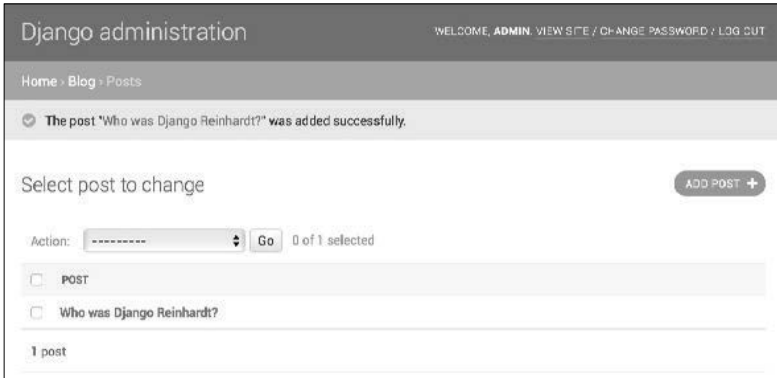 Django administration
WELCOME, ADMIN. VIEW SITE / CHANGE PASSWORD / LOG OUT
Home › Blog › Posts
The post "Who was Django Reinhardt?" was added successfully.
Select post to change
ADD POST +
Action: --------- Go 0 of 1 selected
POST
Who was Django Reinhardt?
1 post